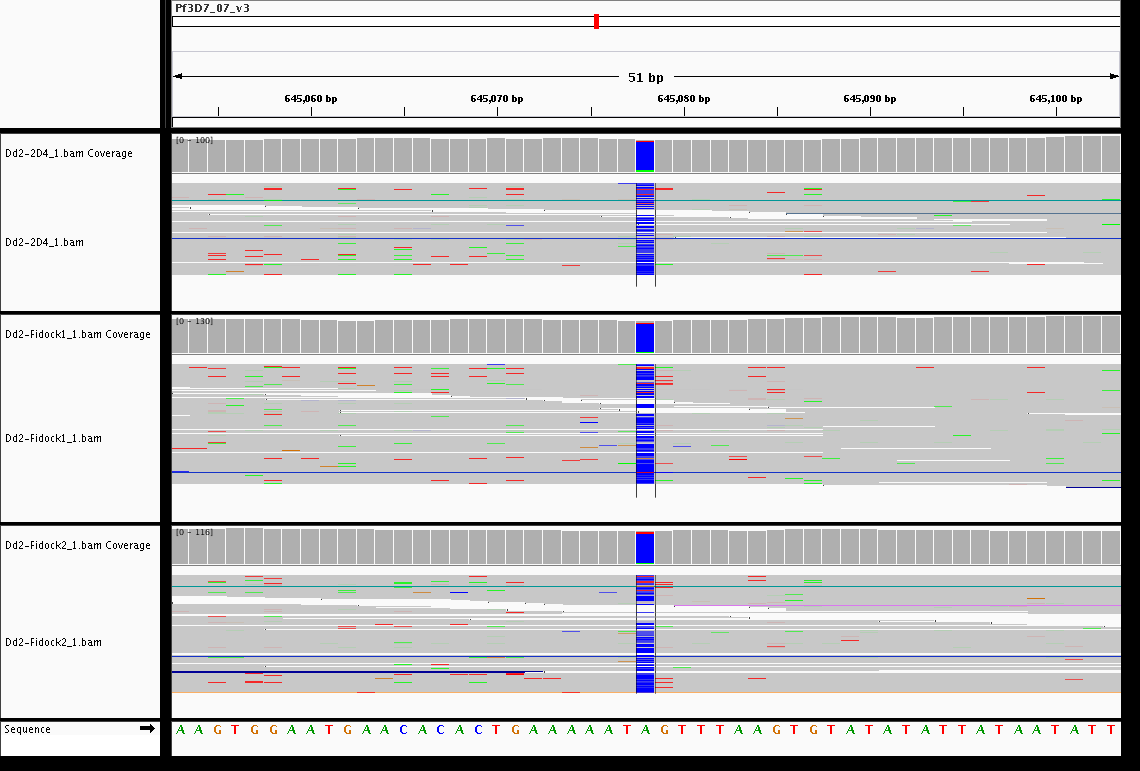 Pf3D7_07_v3
51 bp
645,060 bp 645,070 bp 645,080 bp 645,090 bp 645,100 bp
Dd2-2D4_1.bam Coverage
[0 - 100]
Dd2-2D4_1.bam
Dd2-Fidock1_1.bam Coverage
[0 - 130]
Dd2-Fidock1_1.bam
Dd2-Fidock2_1.bam Coverage
[0 - 116]
Dd2-Fidock2_1.bam
Sequence
A A G T G G A A T G A A C A C A C T G A A A A A T A G T T T A A G T G T A T A T A T T A T A A T A T T